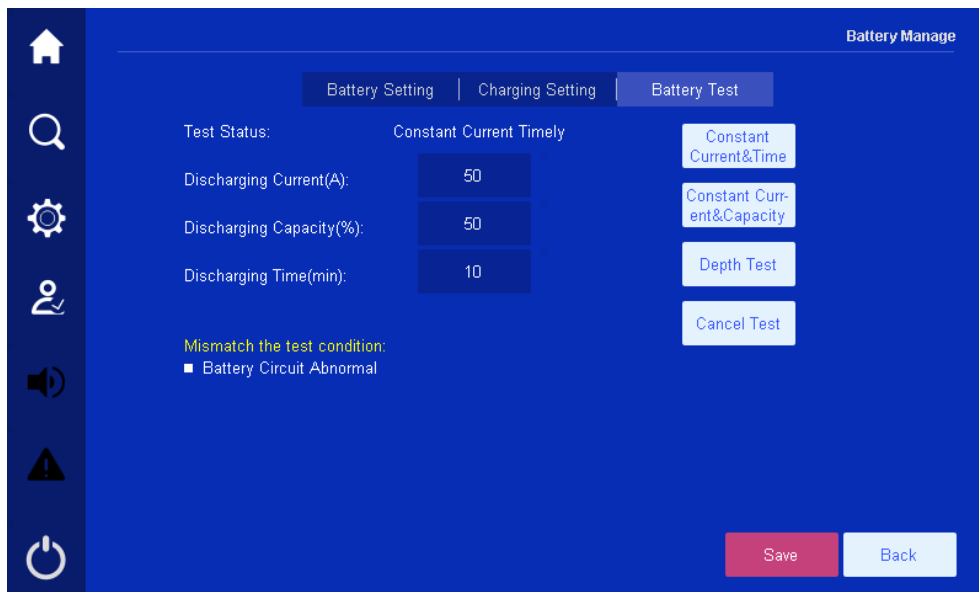 Battery Manage
Battery Setting | Charging Setting | Battery Test
Test Status: Constant Current Timely
Constant
Current&Time
Discharging Current(A): 50
Constant Curr-
ent&Capacity
Discharging Capacity(%): 50
Depth Test
Discharging Time(min): 10
Cancel Test
Mismatch the test condition:
Battery Circuit Abnormal
Save Back